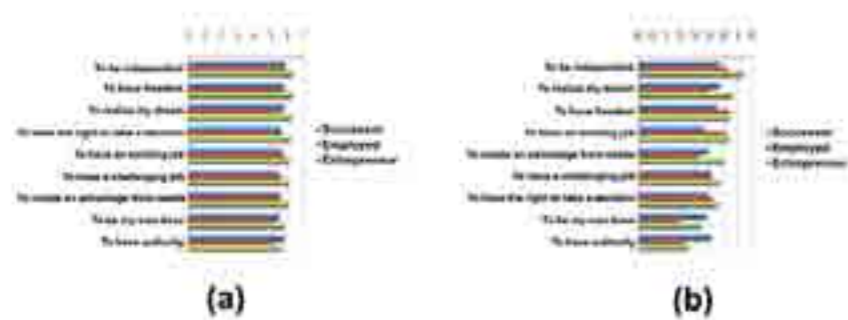 To be independent
To have freedom
To realize my dream
To have the right to take a decision
To have an exciting job
To have a challenging job
To create an advantage from needs
To be my own boss
To have authority
Successor
Employed
Entrepreneur
(a)
To be independent
To realize my dream
To have freedom
To have an exciting job
To create an advantage from needs
To have a challenging job
To have the right to take a decision
To be my own boss
To have authority
Successor
Employed
Entrepreneur
(b)